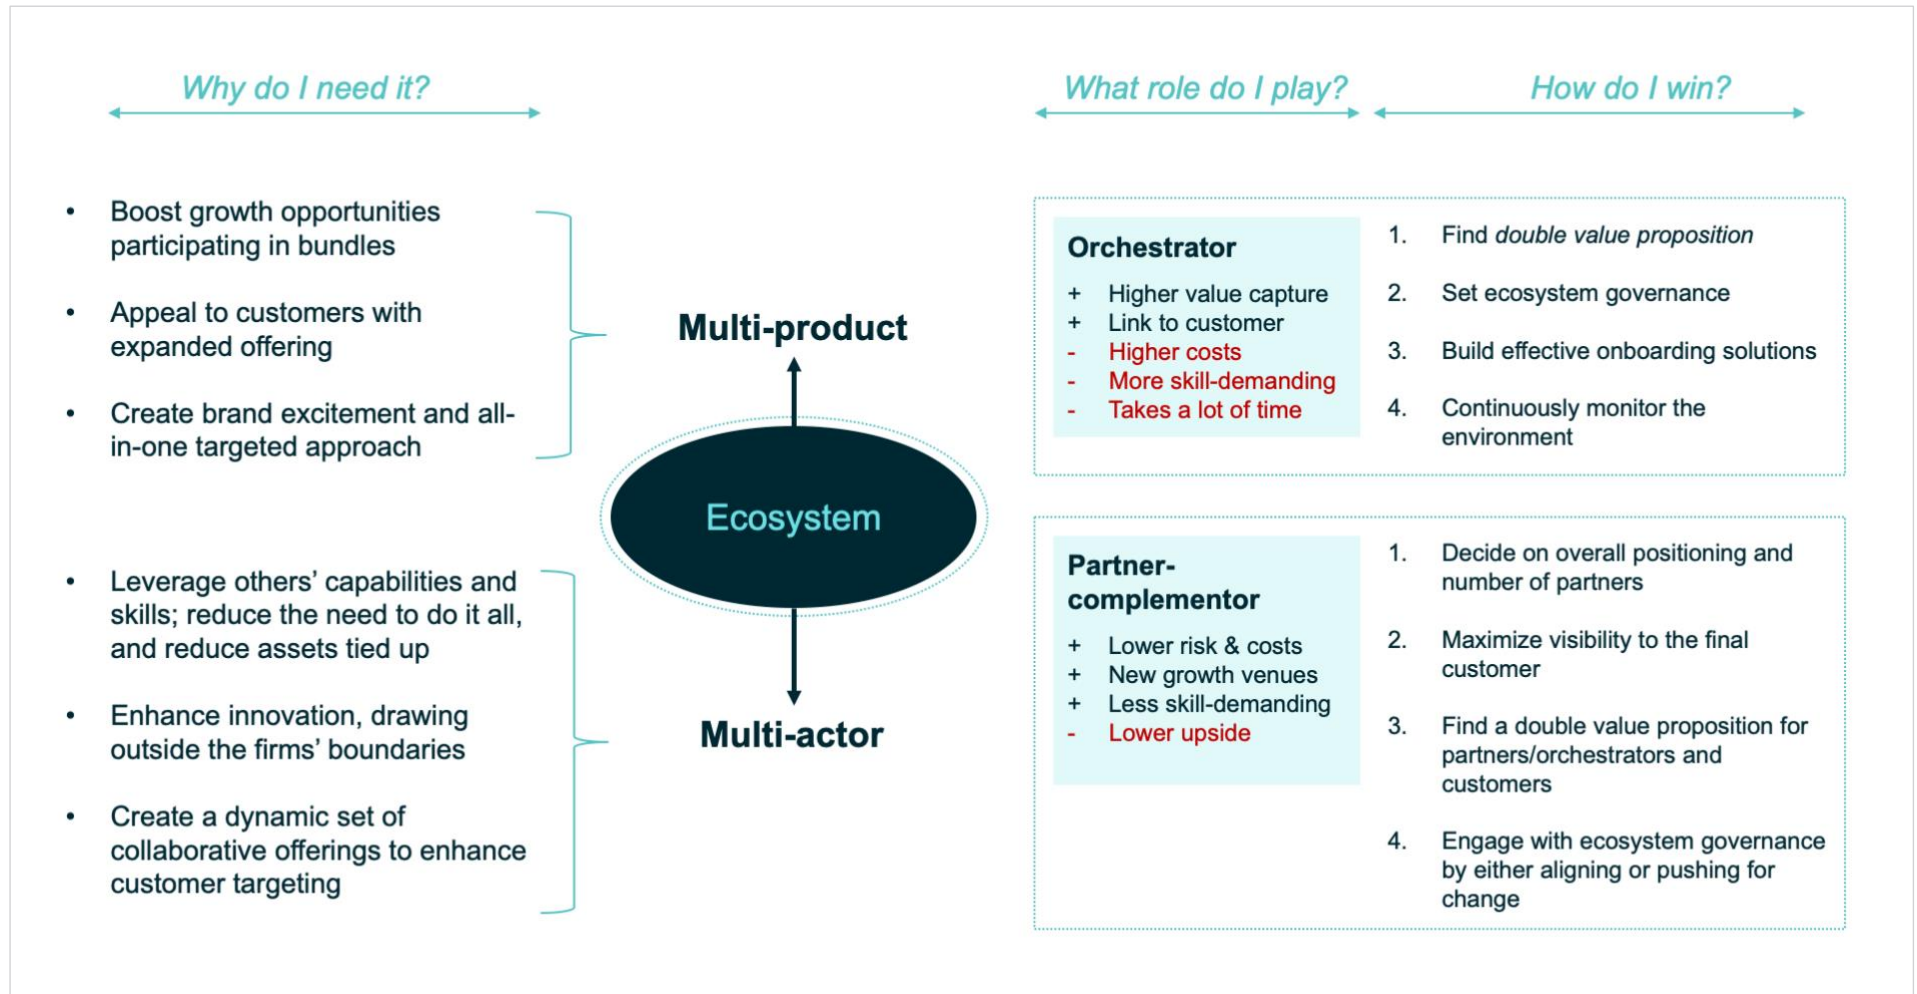 Why do I need it?
What role do I play?
How do I win?
• Boost growth opportunities
participating in bundles
• Appeal to customers with
expanded offering
• Create brand excitement and all-
in-one targeted approach
• Leverage others’ capabilities and
skills; reduce the need to do it all,
and reduce assets tied up
• Enhance innovation, drawing
outside the firms’ boundaries
• Create a dynamic set of
collaborative offerings to enhance
customer targeting
Multi-product
Ecosystem
Multi-actor
Orchestrator
+ Higher value capture
+ Link to customer
- Higher costs
- More skill-demanding
- Takes a lot of time
1. Find double value proposition
2. Set ecosystem governance
3. Build effective onboarding solutions
4. Continuously monitor the
environment
Partner-
complementor
+ Lower risk & costs
+ New growth venues
+ Less skill-demanding
- Lower upside
1. Decide on overall positioning and
number of partners
2. Maximize visibility to the final
customer
3. Find a double value proposition for
partners/orchestrators and
customers
4. Engage with ecosystem governance
by either aligning or pushing for
change